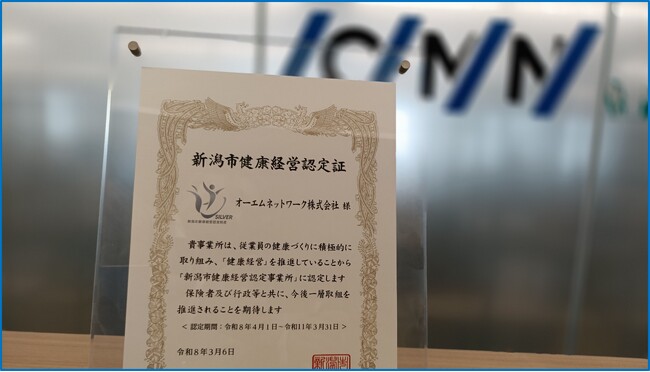 OMN
新潟市健康経営認定証
SILVER
オーエムネットワーク株式会社 様
貴事業所は、従業員の健康づくりに積極的に
取り組み、「健康経営」を推進していることから
「新潟市健康経営認定事業所」に認定します
保険者及び行政等と共に、今後一層取組を
推進されることを期待します
< 認定期間:令和8年4月1日~令和11年3月31日 >
令和8年3月6日